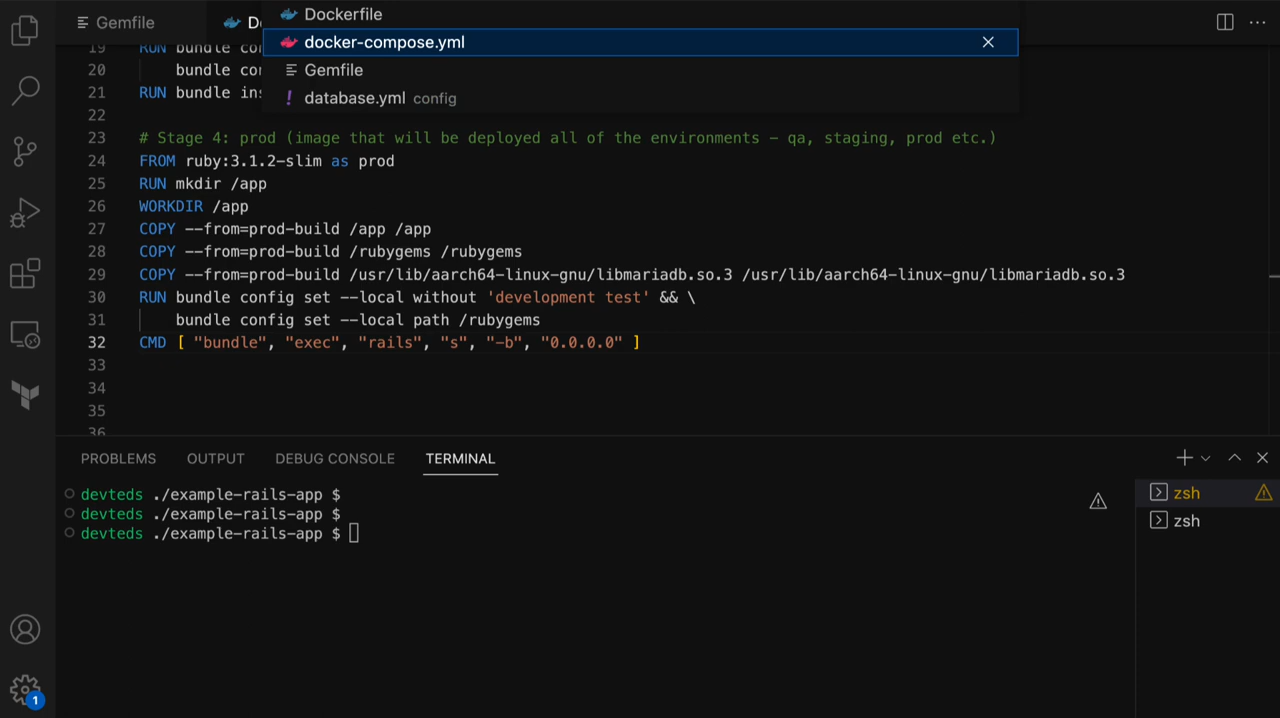 Gemfile
Do
Dockerfile
docker-compose.yml
Gemfile
database.yml config
19 RUN bundle con
20 bundle con
21 RUN bundle ins
22
23 # Stage 4: prod (image that will be deployed all of the environments - qa, staging, prod etc.)
24 FROM ruby:3.1.2-slim as prod
25 RUN mkdir /app
26 WORKDIR /app
27 COPY --from=prod-build /app /app
28 COPY --from=prod-build /rubygems /rubygems
29 COPY --from=prod-build /usr/lib/aarch64-linux-gnu/libmariadb.so.3 /usr/lib/aarch64-linux-gnu/libmariadb.so.3
30 RUN bundle config set --local without 'development test' && \
31 bundle config set --local path /rubygems
32 CMD [ "bundle", "exec", "rails", "s", "-b", "0.0.0.0" ]
33
34
35
36
PROBLEMS OUTPUT DEBUG CONSOLE TERMINAL
devteds ./example-rails-app $
devteds ./example-rails-app $
devteds ./example-rails-app $
zsh
zsh
1